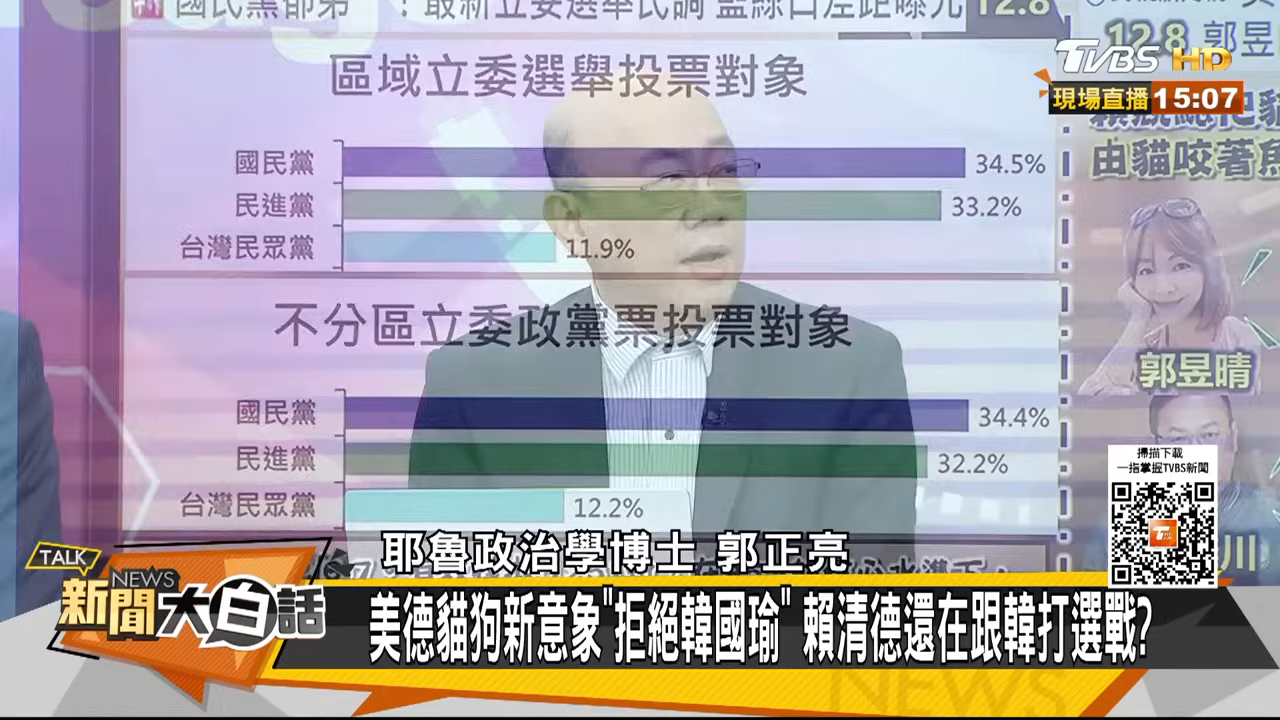 國民黨部弟 ！最新立委選舉民調 藍綠白差距曝光 12.8
12.8 郭昱
TVBS HD
現場直播 15:07
區域立委選舉投票對象
國民黨 34.5%
民進黨 33.2%
台灣民眾黨 11.9%
由貓咬著魚
不分區立委政黨票投票對象
國民黨 34.4%
民進黨 32.2%
台灣民眾黨 12.2%
郭昱晴
掃描下載
一指掌握TVBS新聞
川
耶魯政治學博士 郭正亮
TALK
NEWS
新聞大白話
美德貓狗新意象"拒絕韓國瑜" 賴清德還在跟韓打選戰?
NEWS